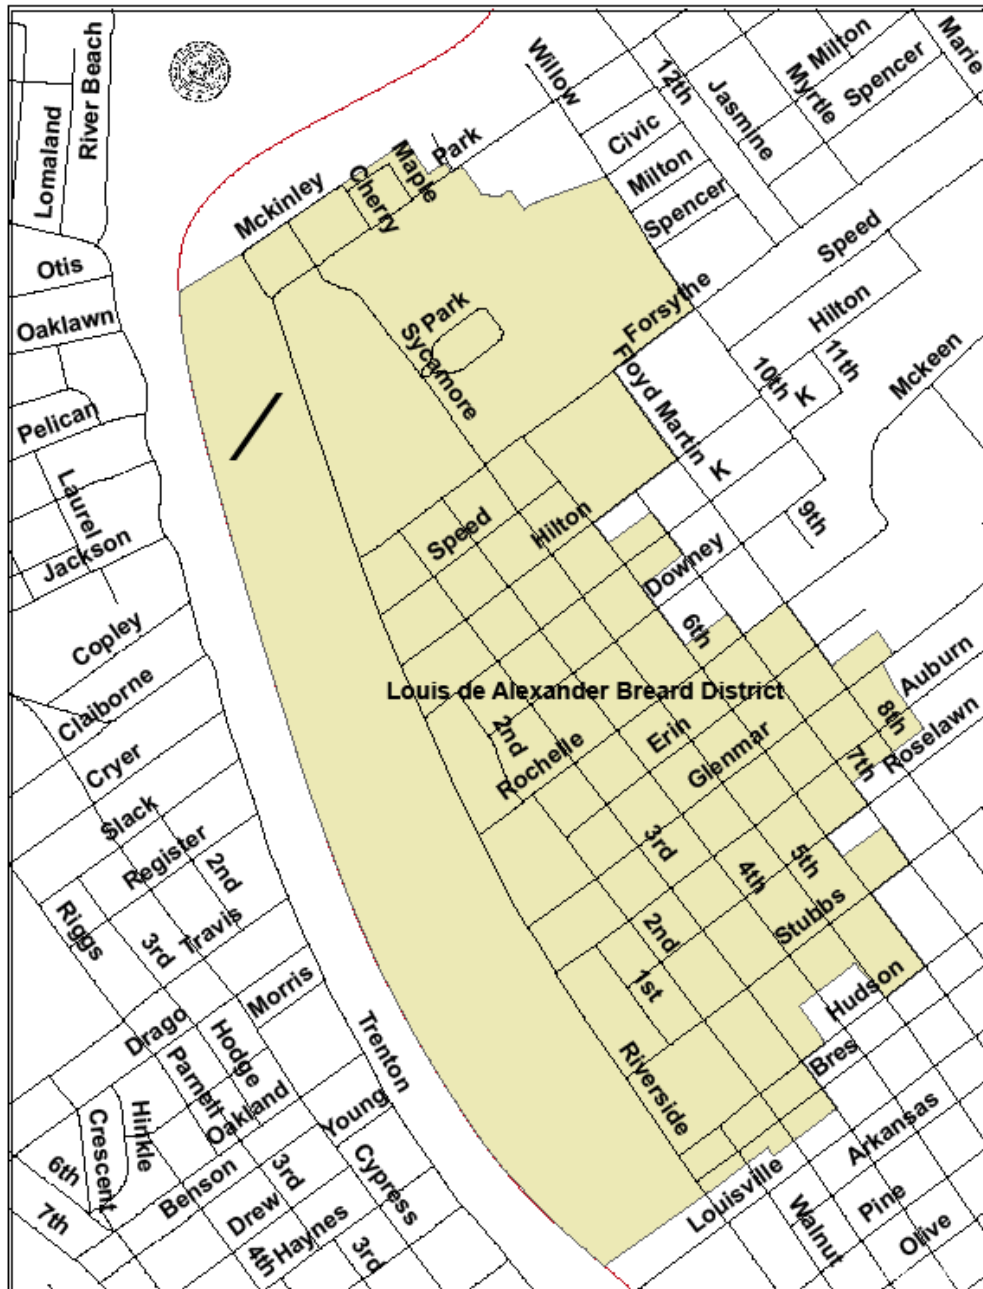 Marie
Milton
Willow
Spencer
12th
Myrtle
Jasmine
River Beach
Lomaland
Civic
Park
Maple
Milton
Cherry
Mckinley
Spencer
Speed
Otis
Forsythe
Hilton
Park
Oaklawn
Sycamore
11th
Mckeen
10th
K
Floyd Martin
Pelican
K
Laurel
Speed
Hilton
9th
Jackson
Downey
6th
Copley
Louis de Alexander Breard District
Auburn
Claiborne
8th
2nd
Erin
Roselawn
Glenmar
7th
Cryer
Rochelle
Slack
3rd
5th
Register
2nd
4th
Stubbs
Riggs
3rd
Travis
2nd
1st
Hudson
Morris
Drago
Trenton
Hodge
Bres
Parnell
Riverside
Oakland
Young
Arkansas
Hinkle
Crescent
6th
Benson
3rd
Cypress
Louisville
7th
Drew
Haynes
Walnut
Pine
4th
3rd
Olive